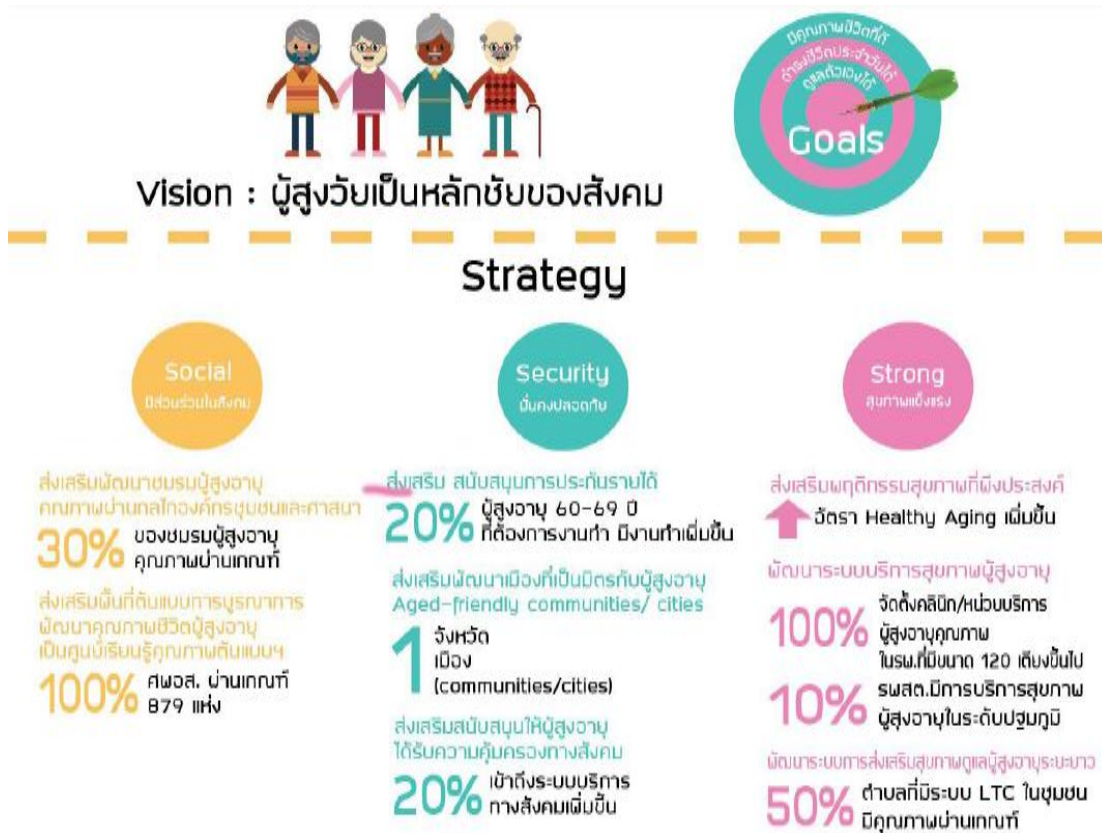 มีคุณภาพชีวิตที่ดี
ดำรงชีวิตประจำวันได้
ดูแลตัวเองได้
Goals
Vision : ผู้สูงวัยเป็นหลักชัยของสังคม
Strategy
Social
มีส่วนร่วมในสังคม
ส่งเสริมพัฒนาชมรมผู้สูงอายุ
คุณภาพผ่านกลไกองค์กรชุมชนและศาสนา
30% ของชมรมผู้สูงอายุ
คุณภาพผ่านเกณฑ์
ส่งเสริมพื้นที่ต้นแบบการบูรณาการ
พัฒนาคุณภาพชีวิตผู้สูงอายุ
เป็นศูนย์เรียนรู้คุณภาพต้นแบบฯ
100% ศพอส. ผ่านเกณฑ์
879 แห่ง
Security
มั่นคงปลอดภัย
ส่งเสริม สนับสนุนการประกันรายได้
20% ผู้สูงอายุ 60-69 ปี
ที่ต้องการงานทำ มีงานทำเพิ่มขึ้น
ส่งเสริมพัฒนาเมืองที่เป็นมิตรกับผู้สูงอายุ
Aged-friendly communities/ cities
1 จังหวัด
เมือง
(communities/cities)
ส่งเสริมสนับสนุนให้ผู้สูงอายุ
ได้รับความคุ้มครองทางสังคม
20% เข้าถึงระบบบริการ
ทางสังคมเพิ่มขึ้น
Strong
สุขภาพแข็งแรง
ส่งเสริมพฤติกรรมสุขภาพที่พึงประสงค์
อัตรา Healthy Aging เพิ่มขึ้น
พัฒนาระบบบริการสุขภาพผู้สูงอายุ
100% จัดตั้งคลินิก/หน่วยบริการ
ผู้สูงอายุคุณภาพ
ในรพ.ที่มีขนาด 120 เตียงขึ้นไป
10% รพสต.มีการบริการสุขภาพ
ผู้สูงอายุในระดับปฐมภูมิ
พัฒนาระบบการส่งเสริมสุขภาพดูแลผู้สูงอายุระยะยาว
50% ตำบลที่มีระบบ LTC ในชุมชน
มีคุณภาพผ่านเกณฑ์